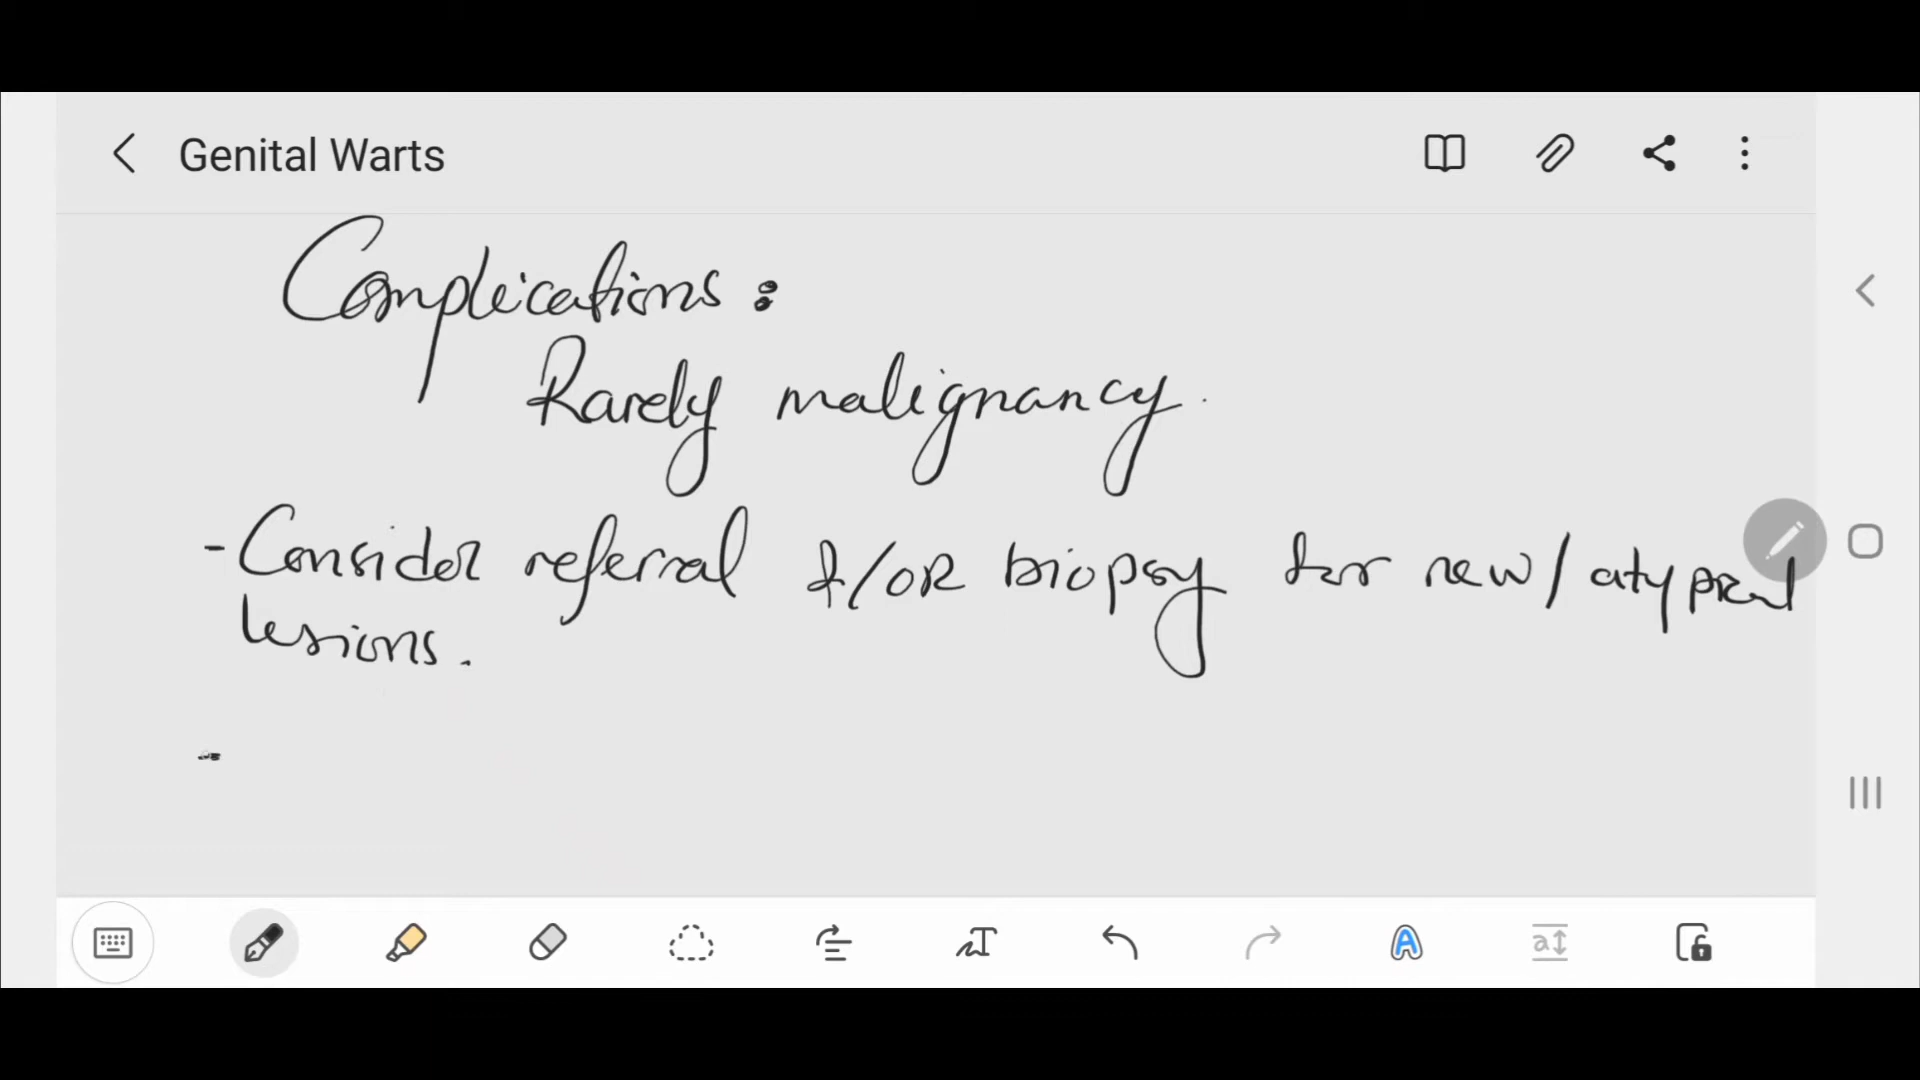 Genital Warts
Complications:
Rarely malignancy.
- Consider referral &/OR biopsy for new/atypical
lesions.
-